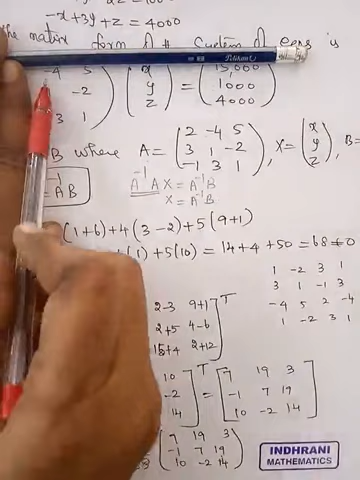 -x+3y+z = 4000
the matrix form of the system of eqns is
-4 5 x 15,000
-2 y = 1000
3 1 z 4000
B where A = (2 -4 5 3 1 -2 -1 3 1), X = (x y z), B =
A⁻¹A X = A⁻¹B
X = A⁻¹B
(1+6)+4(3-2)+5(9+1)
(1)+5(10) = 14+4+50 = 68 ≠ 0
1 -2 3 1
3 1 -1 3
-4 5 2 -4
1 -2 3 1
2-3 9+1 T
2+5 4-6
15+4 2+12
10 T 7 19 3
-2 = -1 7 19
14 10 -2 14
7 19 3
-1 7 19
10 -2 14
INDHRANI
MATHEMATICS